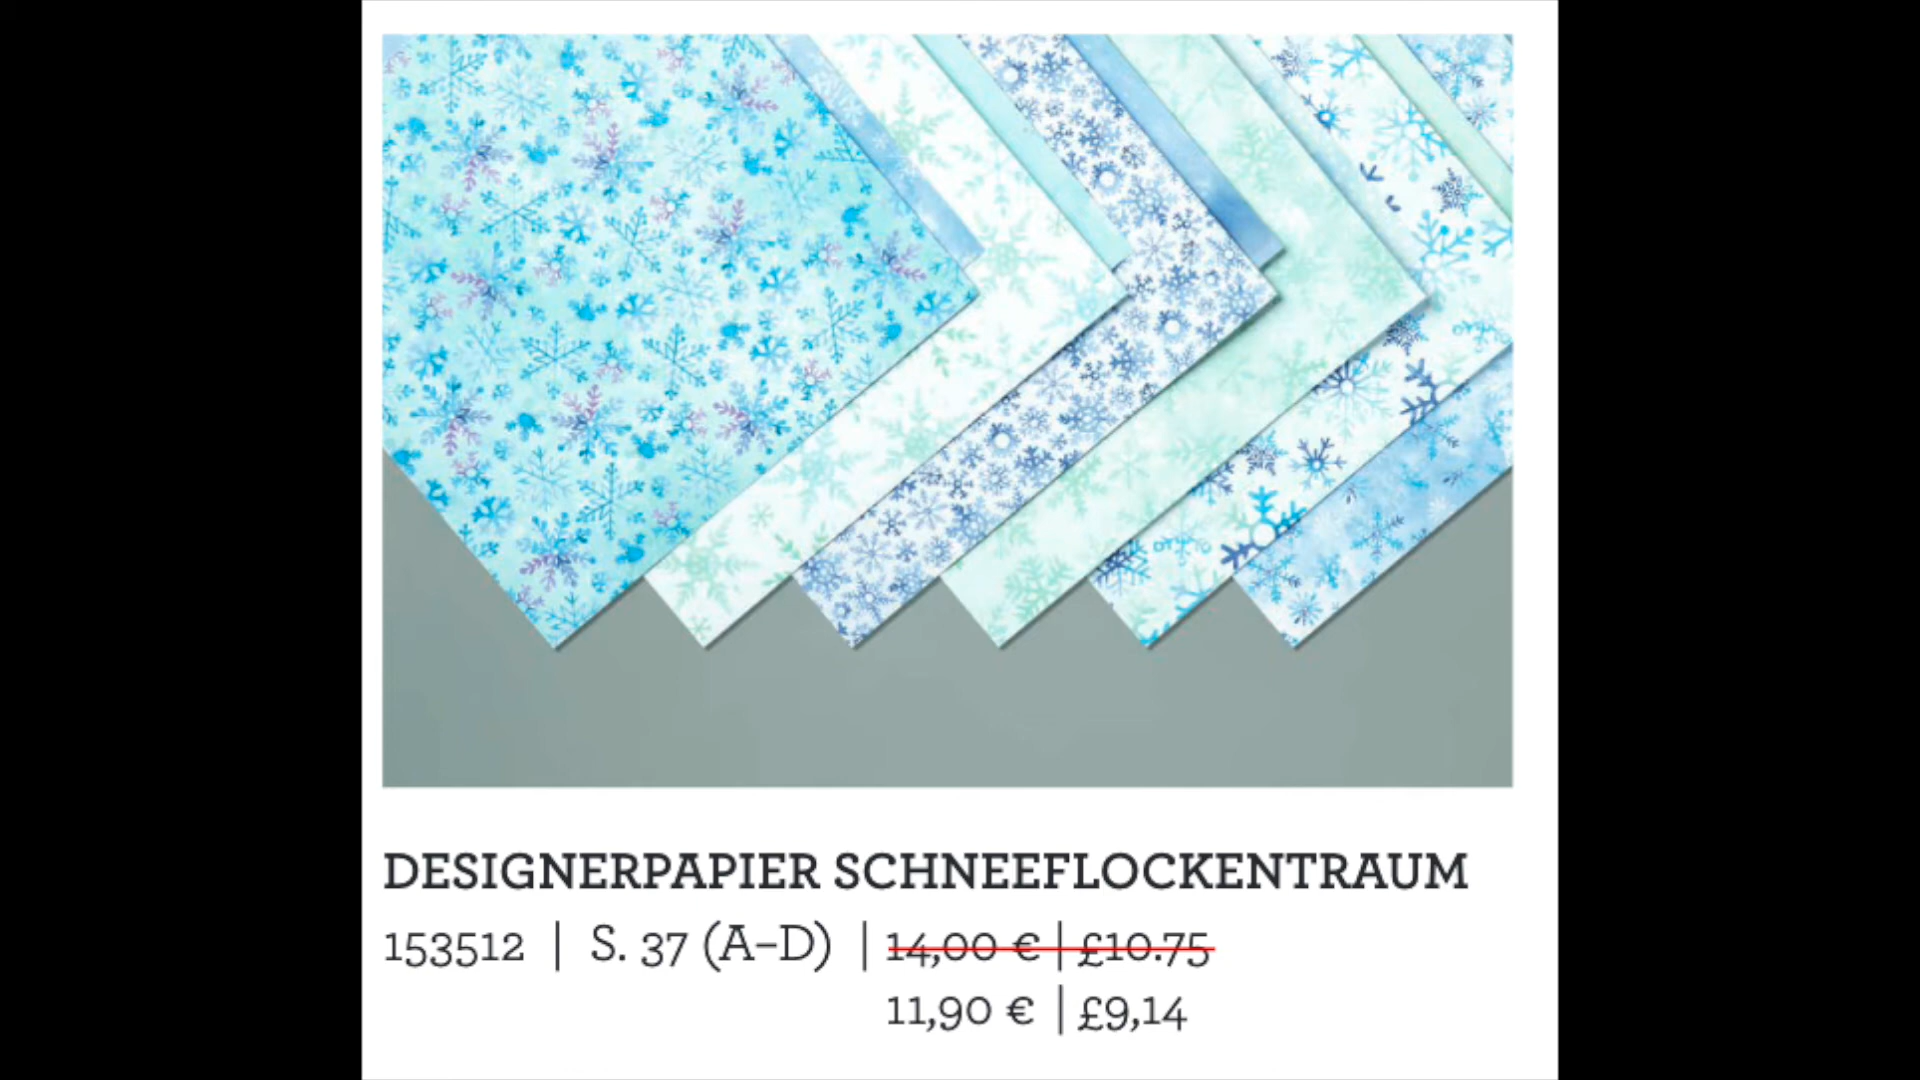 DESIGNERPAPIER SCHNEEFLOCKENTRAUM
153512 | S. 37 (A–D) | 14,00 € | £10.75
11,90 € | £9,14